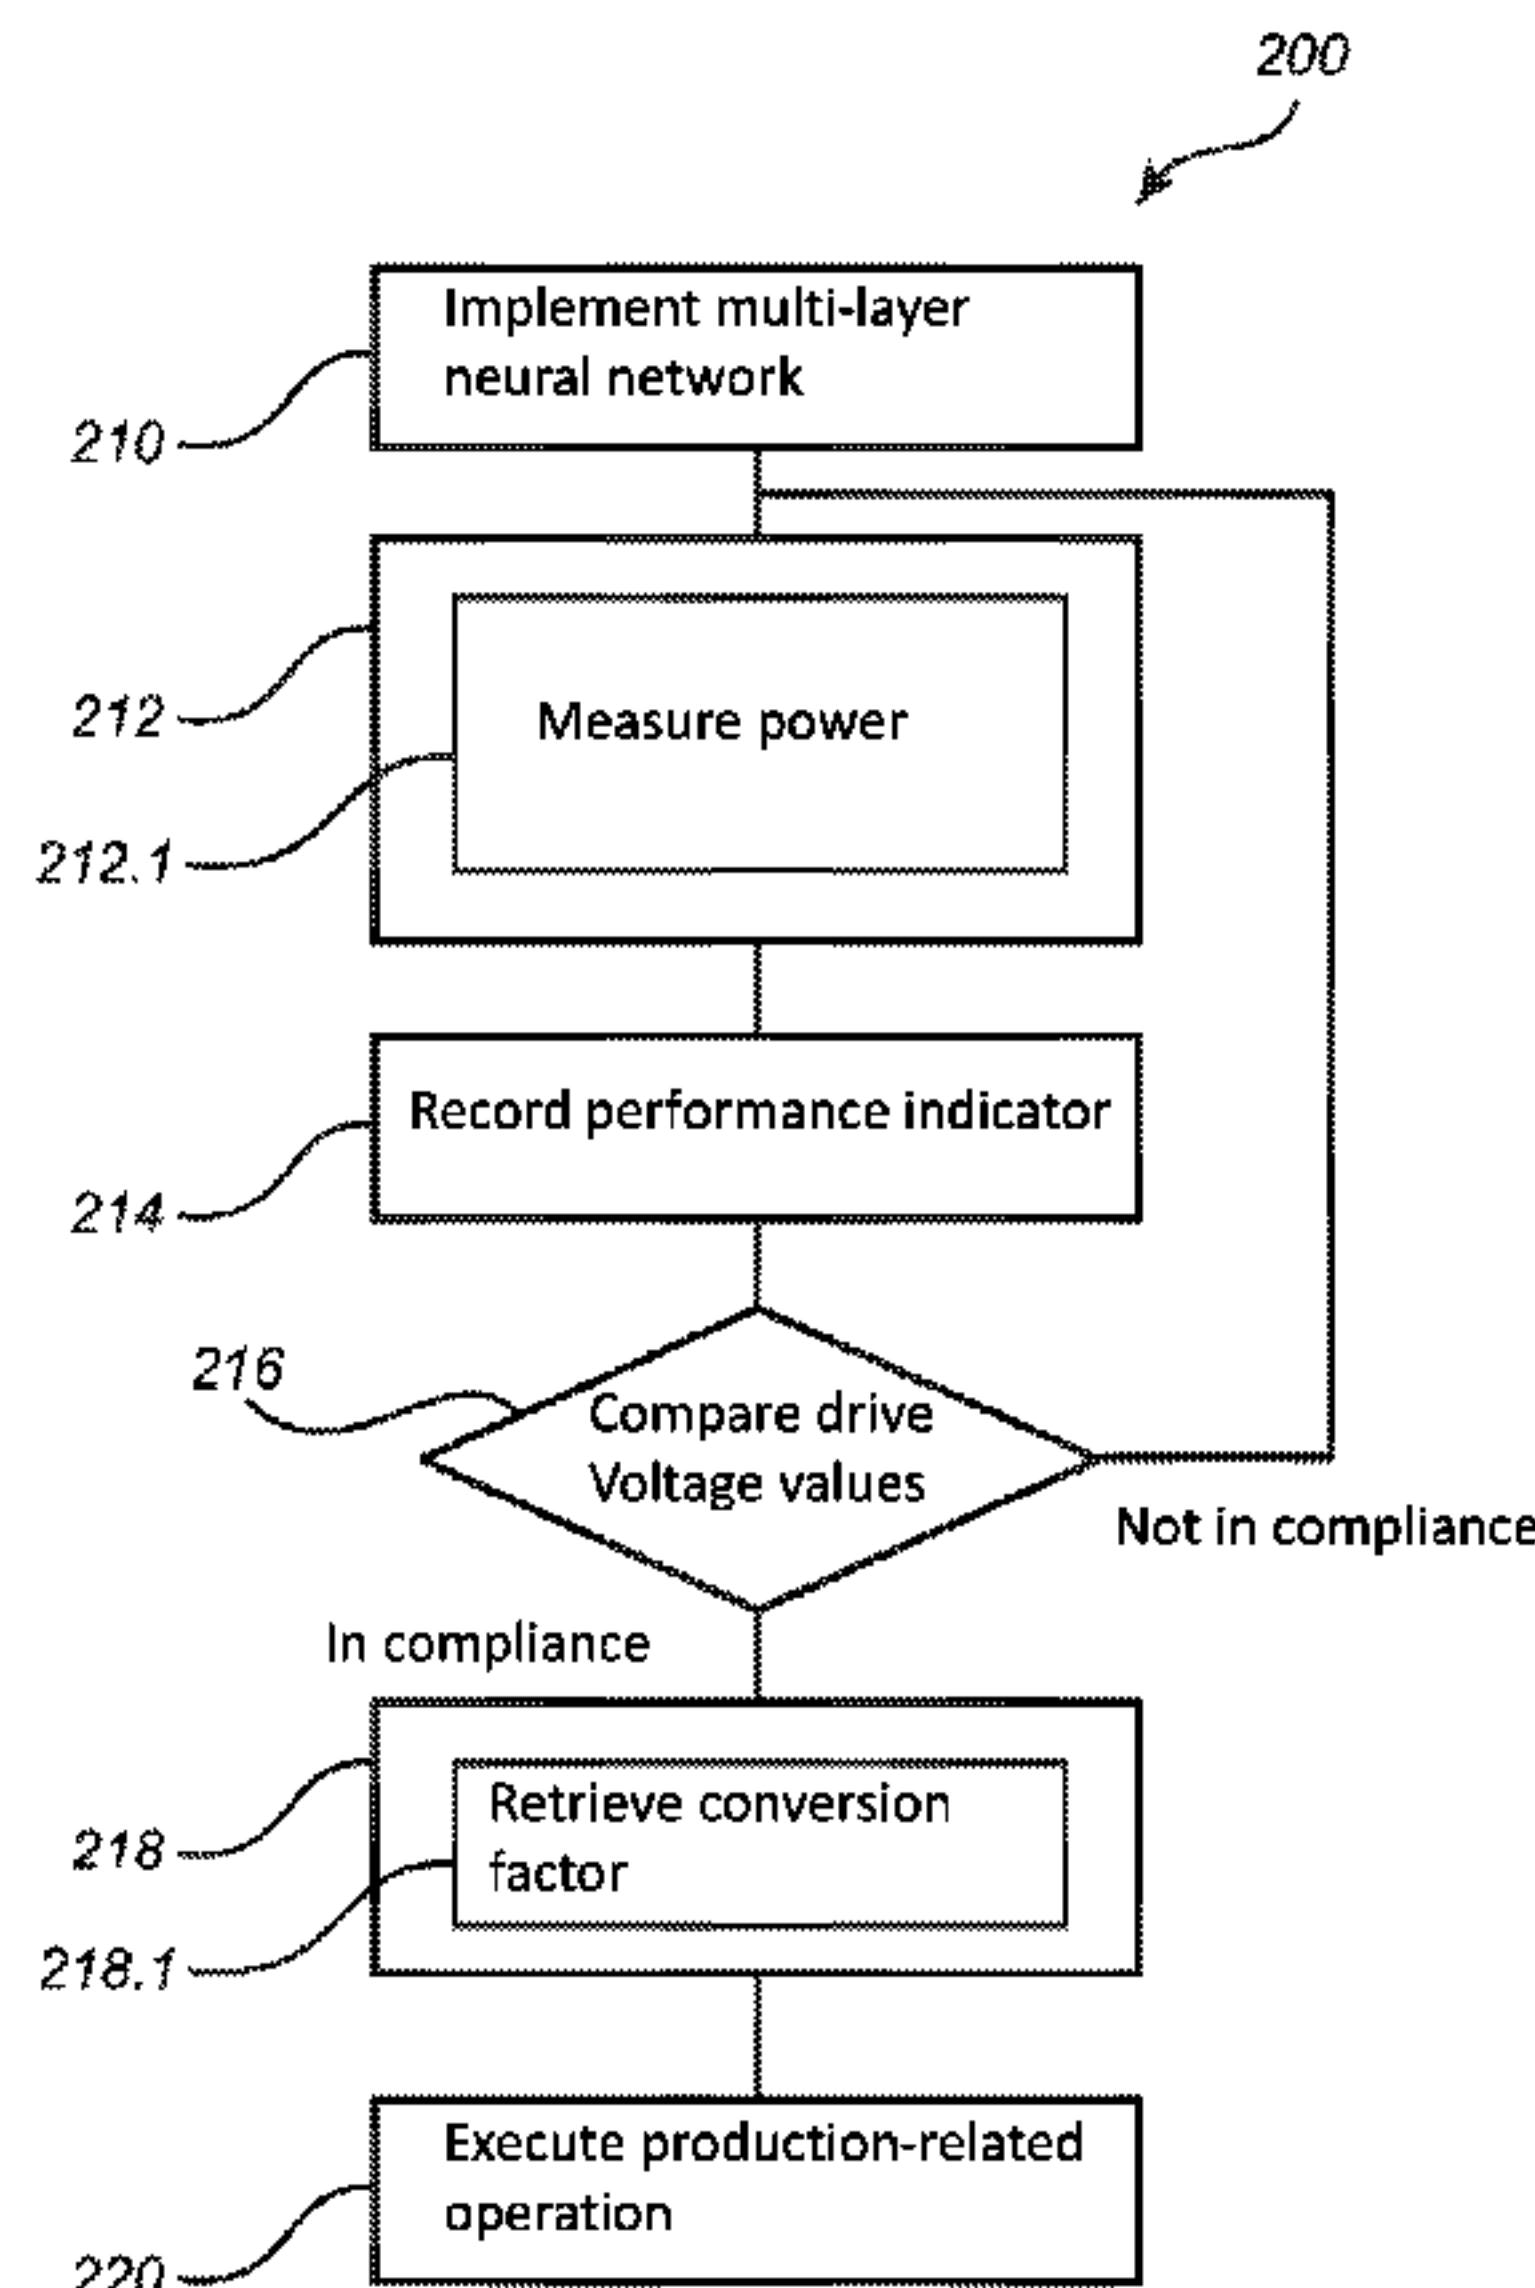 200
Implement multi-layer
neural network
210
212
Measure power
212.1
Record performance indicator
214
216
Compare drive
Voltage values
Not in compliance
In compliance
218
Retrieve conversion
factor
218.1
Execute production-related
operation
220